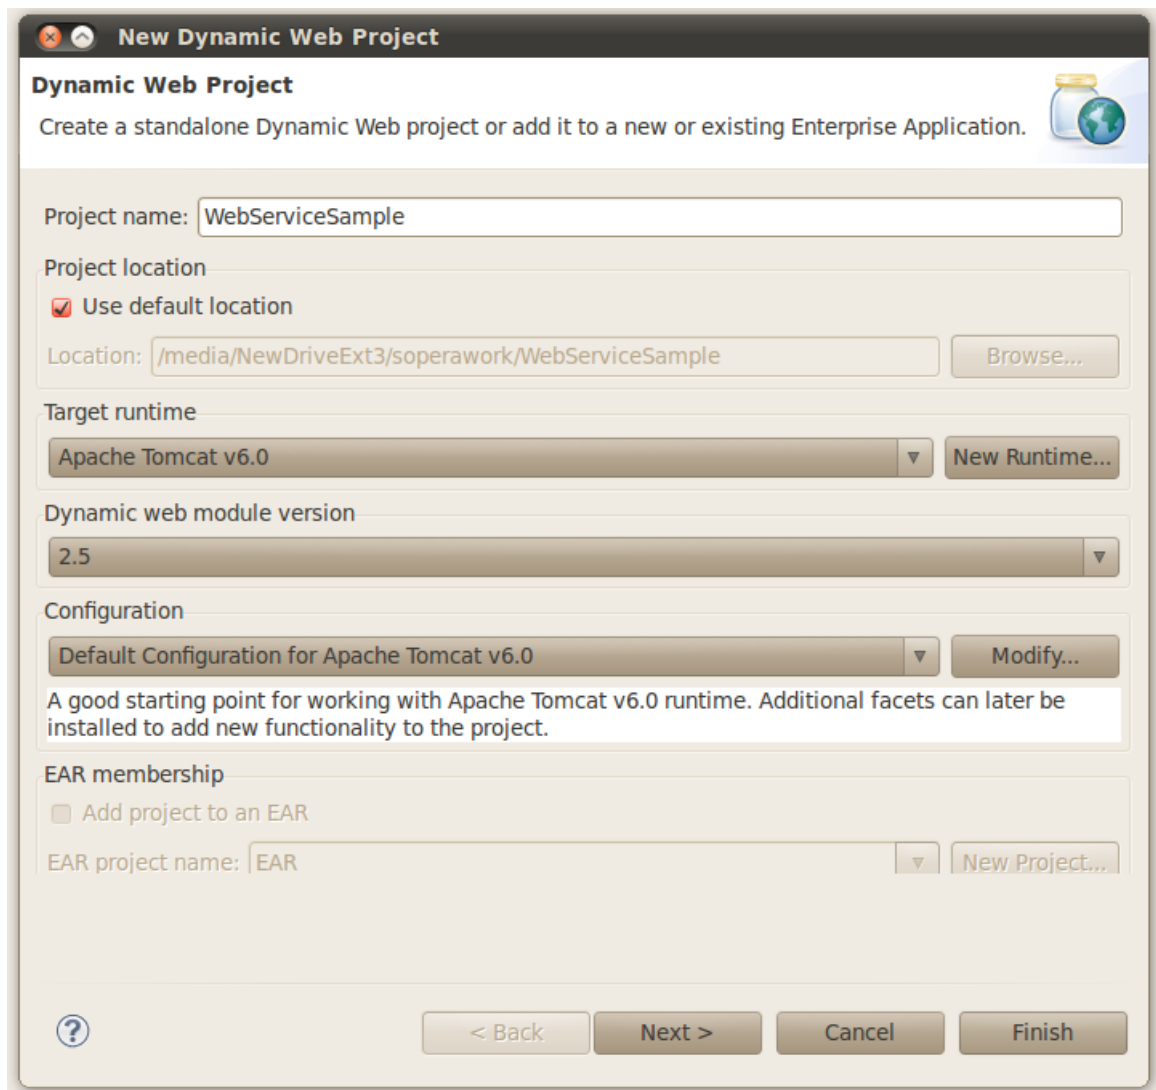 New Dynamic Web Project
Dynamic Web Project
Create a standalone Dynamic Web project or add it to a new or existing Enterprise Application.
Project name: WebServiceSample
Project location
Use default location
Location: /media/NewDriveExt3/soperawork/WebServiceSample Browse...
Target runtime
Apache Tomcat v6.0 New Runtime...
Dynamic web module version
2.5
Configuration
Default Configuration for Apache Tomcat v6.0 Modify...
A good starting point for working with Apache Tomcat v6.0 runtime. Additional facets can later be
installed to add new functionality to the project.
EAR membership
Add project to an EAR
EAR project name: EAR New Project...
? < Back Next > Cancel Finish